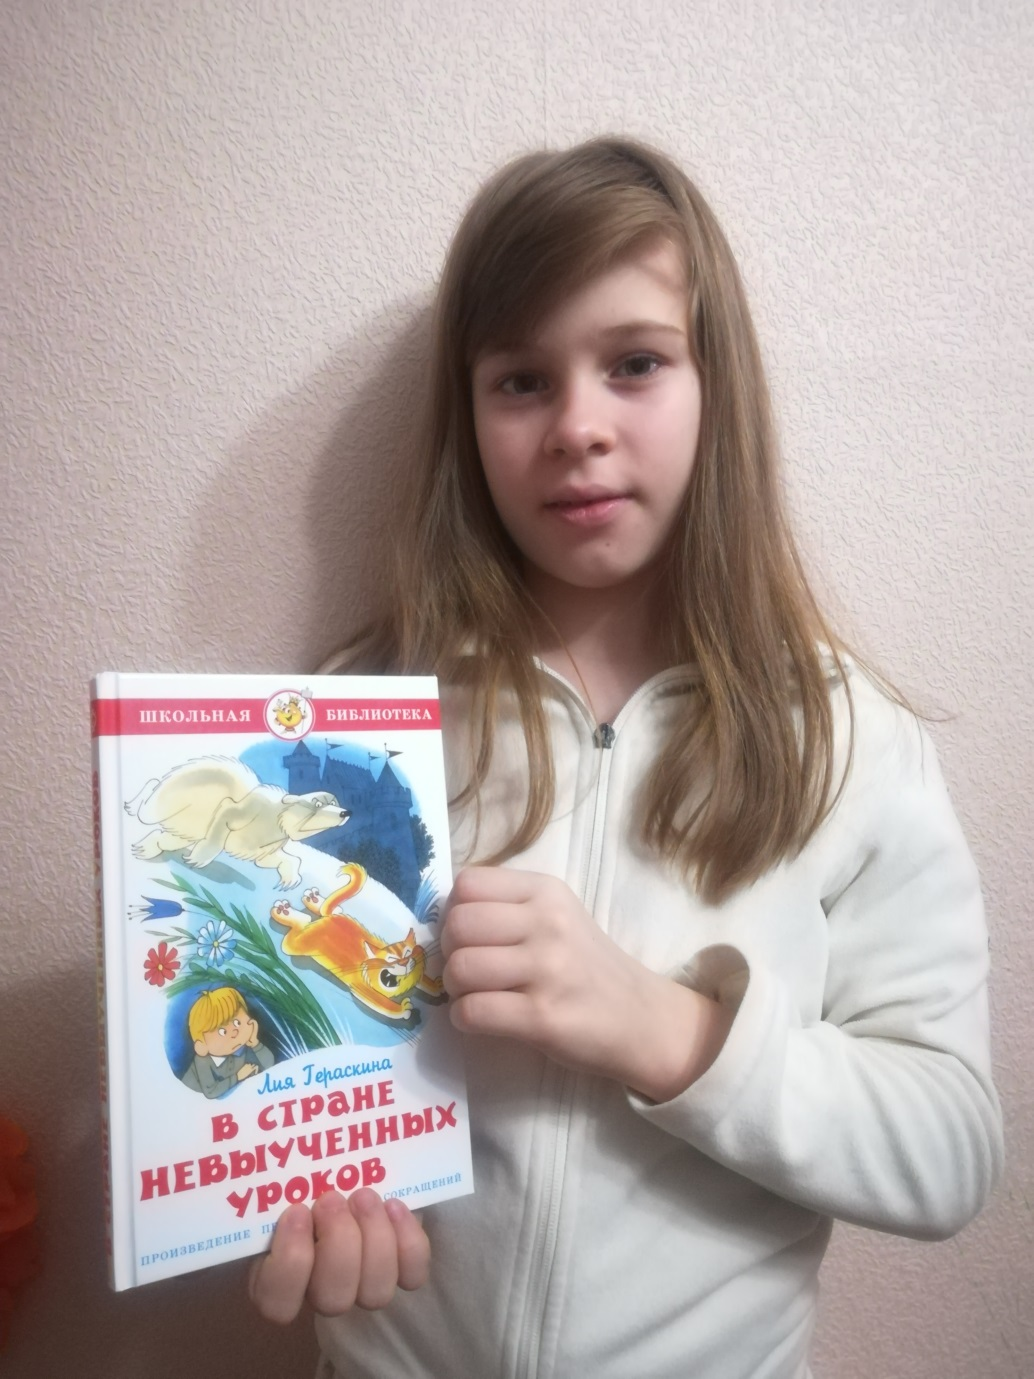 ШКОЛЬНАЯ БИБЛИОТЕКА
Лия Гераскина
В СТРАНЕ
НЕВЫУЧЕННЫХ
УРОКОВ
ПРОИЗВЕДЕНИЕ СОКРАЩЕНИЙ